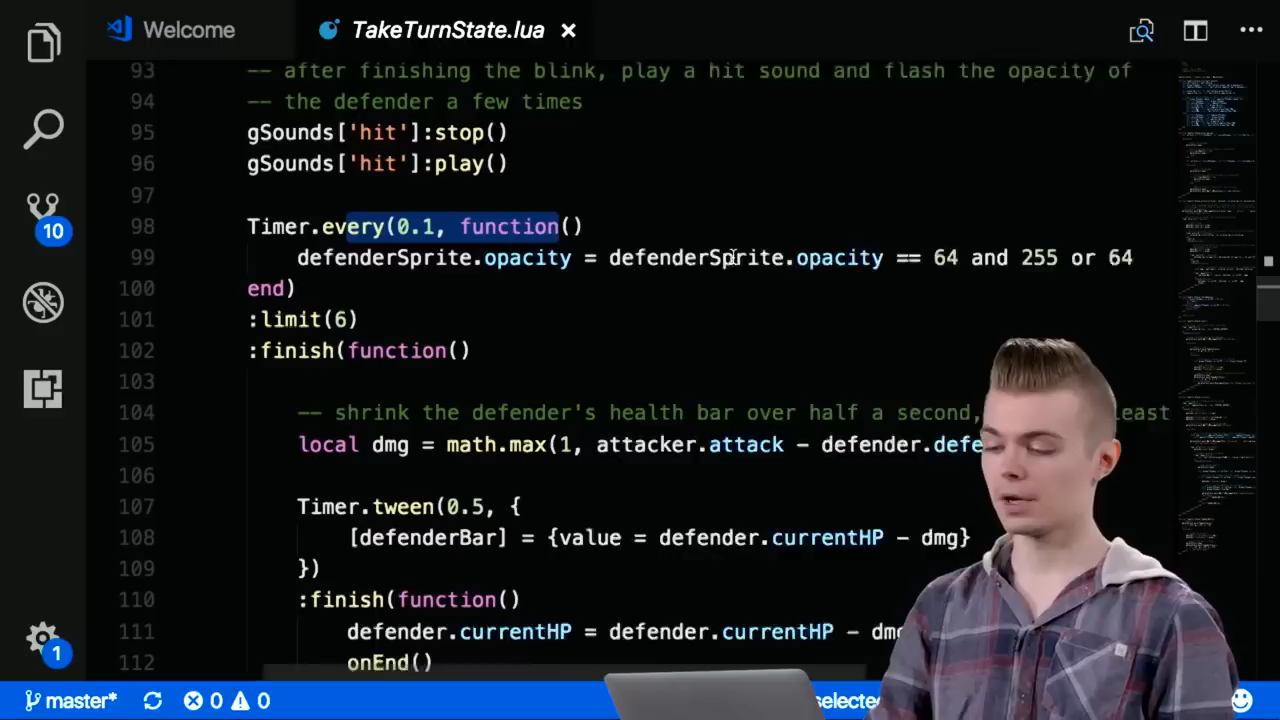 Welcome
TakeTurnState.lua
93 -- after finishing the blink, play a hit sound and flash the opacity of
94 -- the defender a few times
95 gSounds['hit']:stop()
96 gSounds['hit']:play()
97
98 Timer.every(0.1, function()
99 defenderSprite.opacity = defenderSprite.opacity == 64 and 255 or 64
100 end)
101 :limit(6)
102 :finish(function()
103
104 -- shrink the defender's health bar over half a second, least
105 local dmg = math.max(1, attacker.attack - defender.defe
106
107 Timer.tween(0.5, {
108 [defenderBar] = {value = defender.currentHP - dmg}
109 })
110 :finish(function()
111 defender.currentHP = defender.currentHP - dmg
112 onEnd()
10
1
master* 0 0 selected